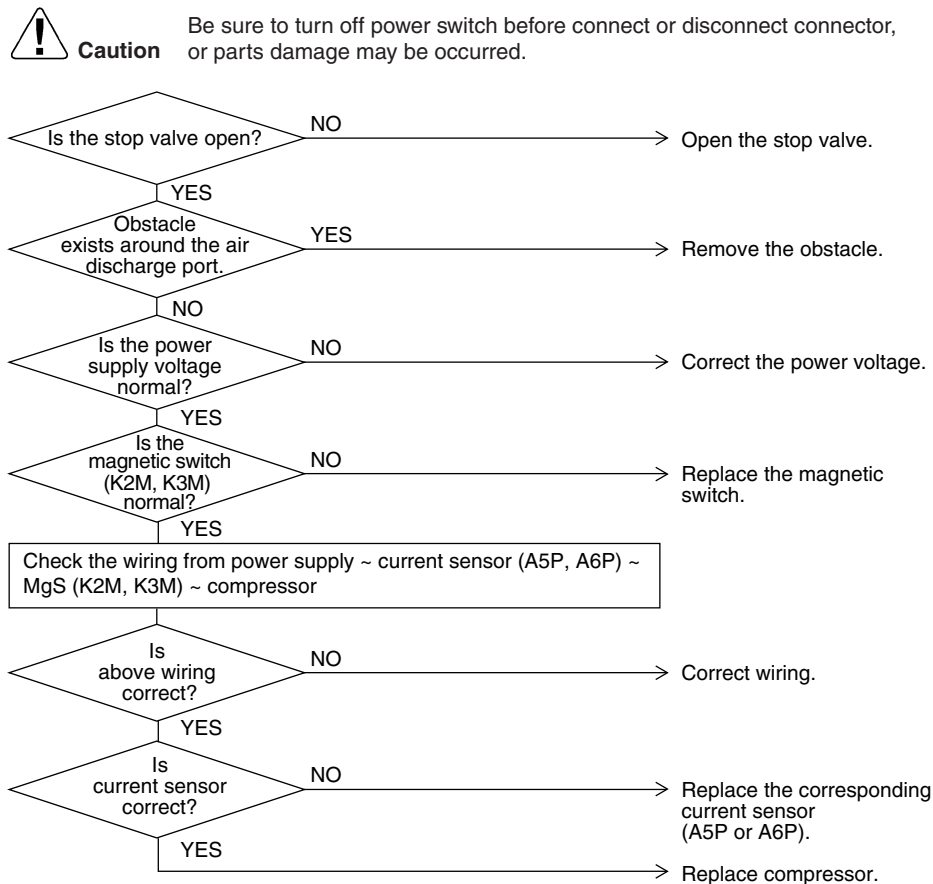 Be sure to turn off power switch before connect or disconnect connector,
Caution
or parts damage may be occurred.
Is the stop valve open?
NO
Open the stop valve.
YES
Obstacle
exists around the air
discharge port.
YES
Remove the obstacle.
NO
Is the power
supply voltage
normal?
NO
Correct the power voltage.
YES
Is the
magnetic switch
(K2M, K3M)
normal?
NO
Replace the magnetic
switch.
YES
Check the wiring from power supply ~ current sensor (A5P, A6P) ~
MgS (K2M, K3M) ~ compressor
Is
above wiring
correct?
NO
Correct wiring.
YES
Is
current sensor
correct?
NO
Replace the corresponding
current sensor
(A5P or A6P).
YES
Replace compressor.